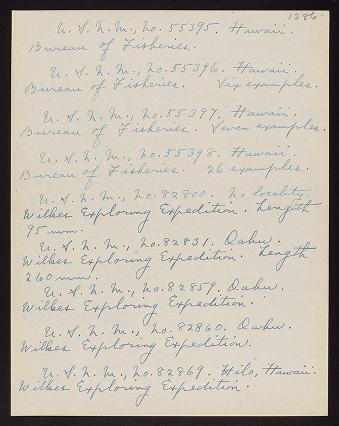 1386.
U. S. N. M., No. 55395. Hawaii.
Bureau of Fisheries.
U. S. N. M., No. 55396. Hawaii.
Bureau of Fisheries. Six examples.
U. S. N. M., No. 55397. Hawaii.
Bureau of Fisheries. Seven examples.
U. S. N. M., No. 55398. Hawaii.
Bureau of Fisheries. 26 examples.
U. S. N. M., No. 82800. No locality.
Wilkes Exploring Expedition. Length
95 mm.
U. S. N. M., No. 82831. Oahu.
Wilkes Exploring Expedition. Length
260 mm.
U. S. N. M., No. 82859. Oahu.
Wilkes Exploring Expedition.
U. S. N. M., No. 82860. Oahu.
Wilkes Exploring Expedition.
U. S. N. M., No. 82869. Hilo, Hawaii.
Wilkes Exploring Expedition.